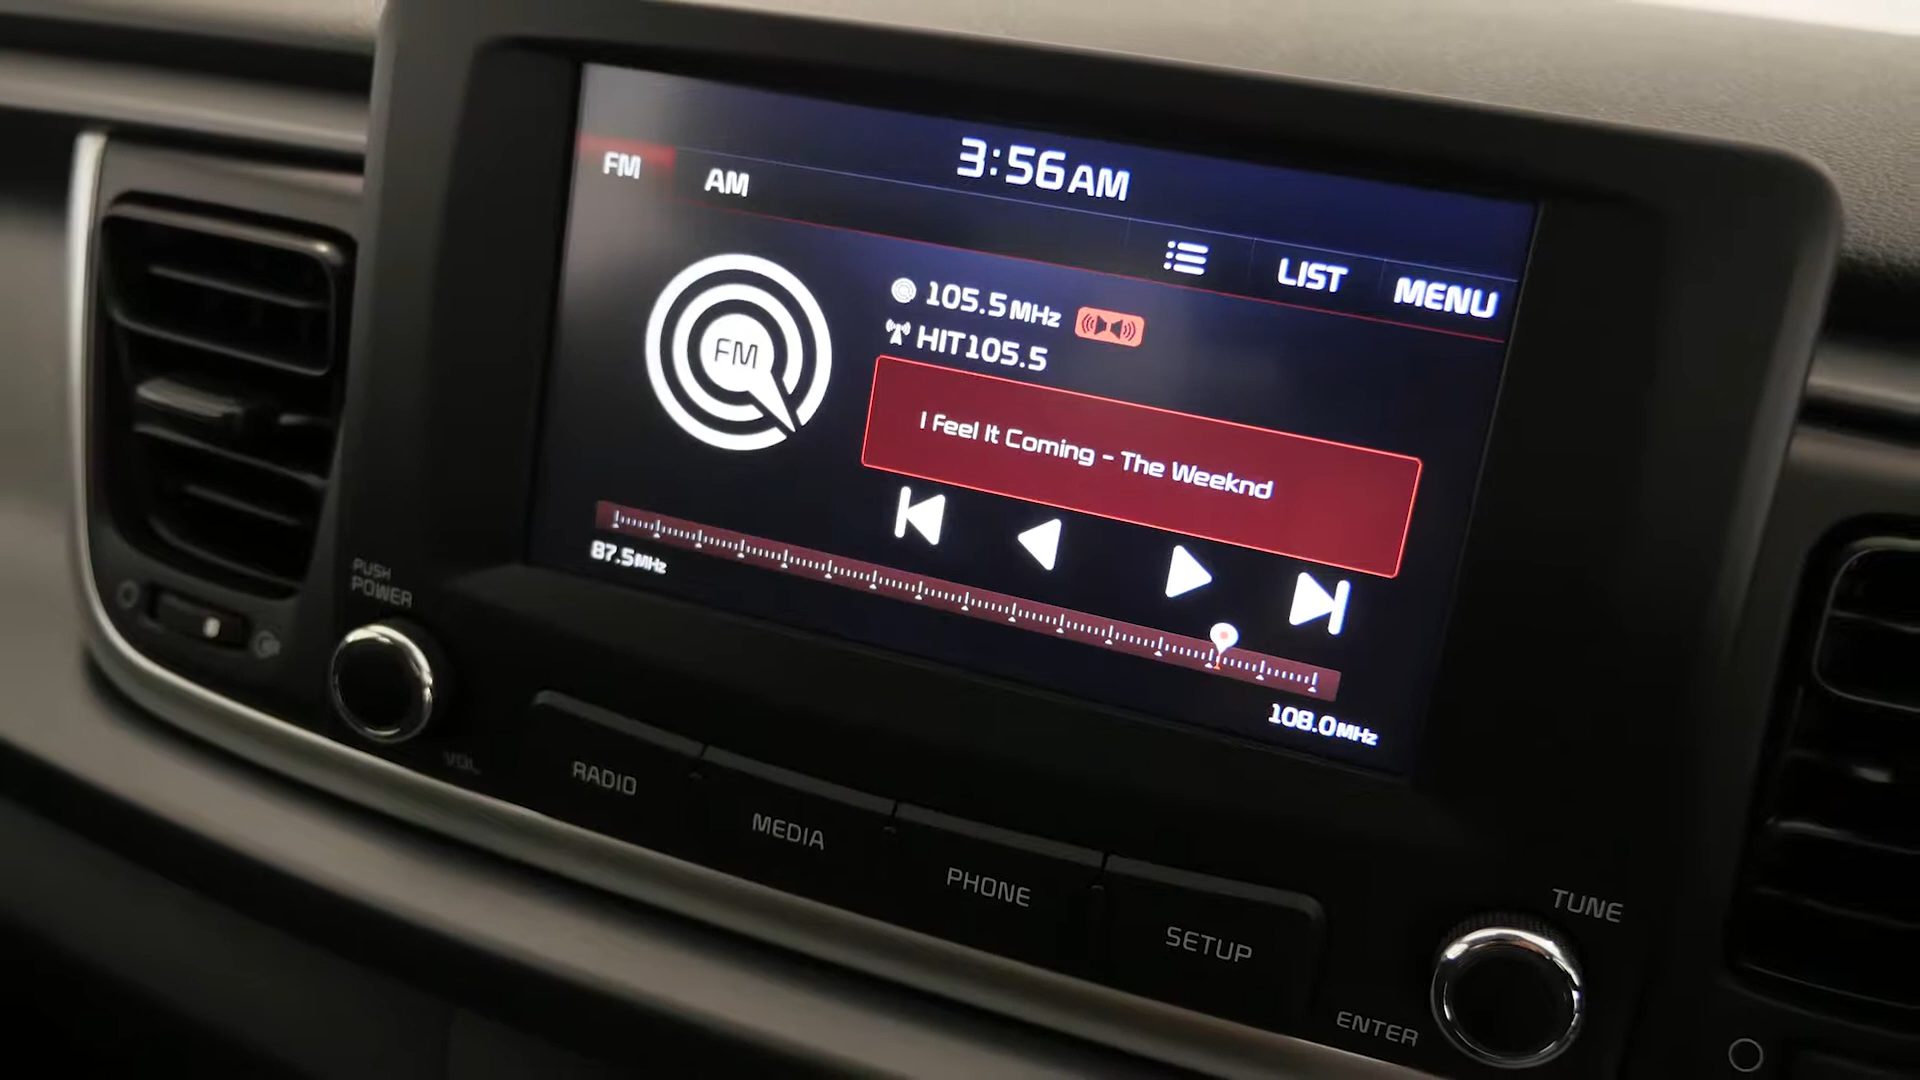 3:56AM
FM
AM
LIST
MENU
105.5MHz
HIT105.5
FM
I Feel It Coming - The Weeknd
87.5MHz
108.0MHz
PUSH
POWER
VOL
RADIO
MEDIA
PHONE
SETUP
TUNE
ENTER